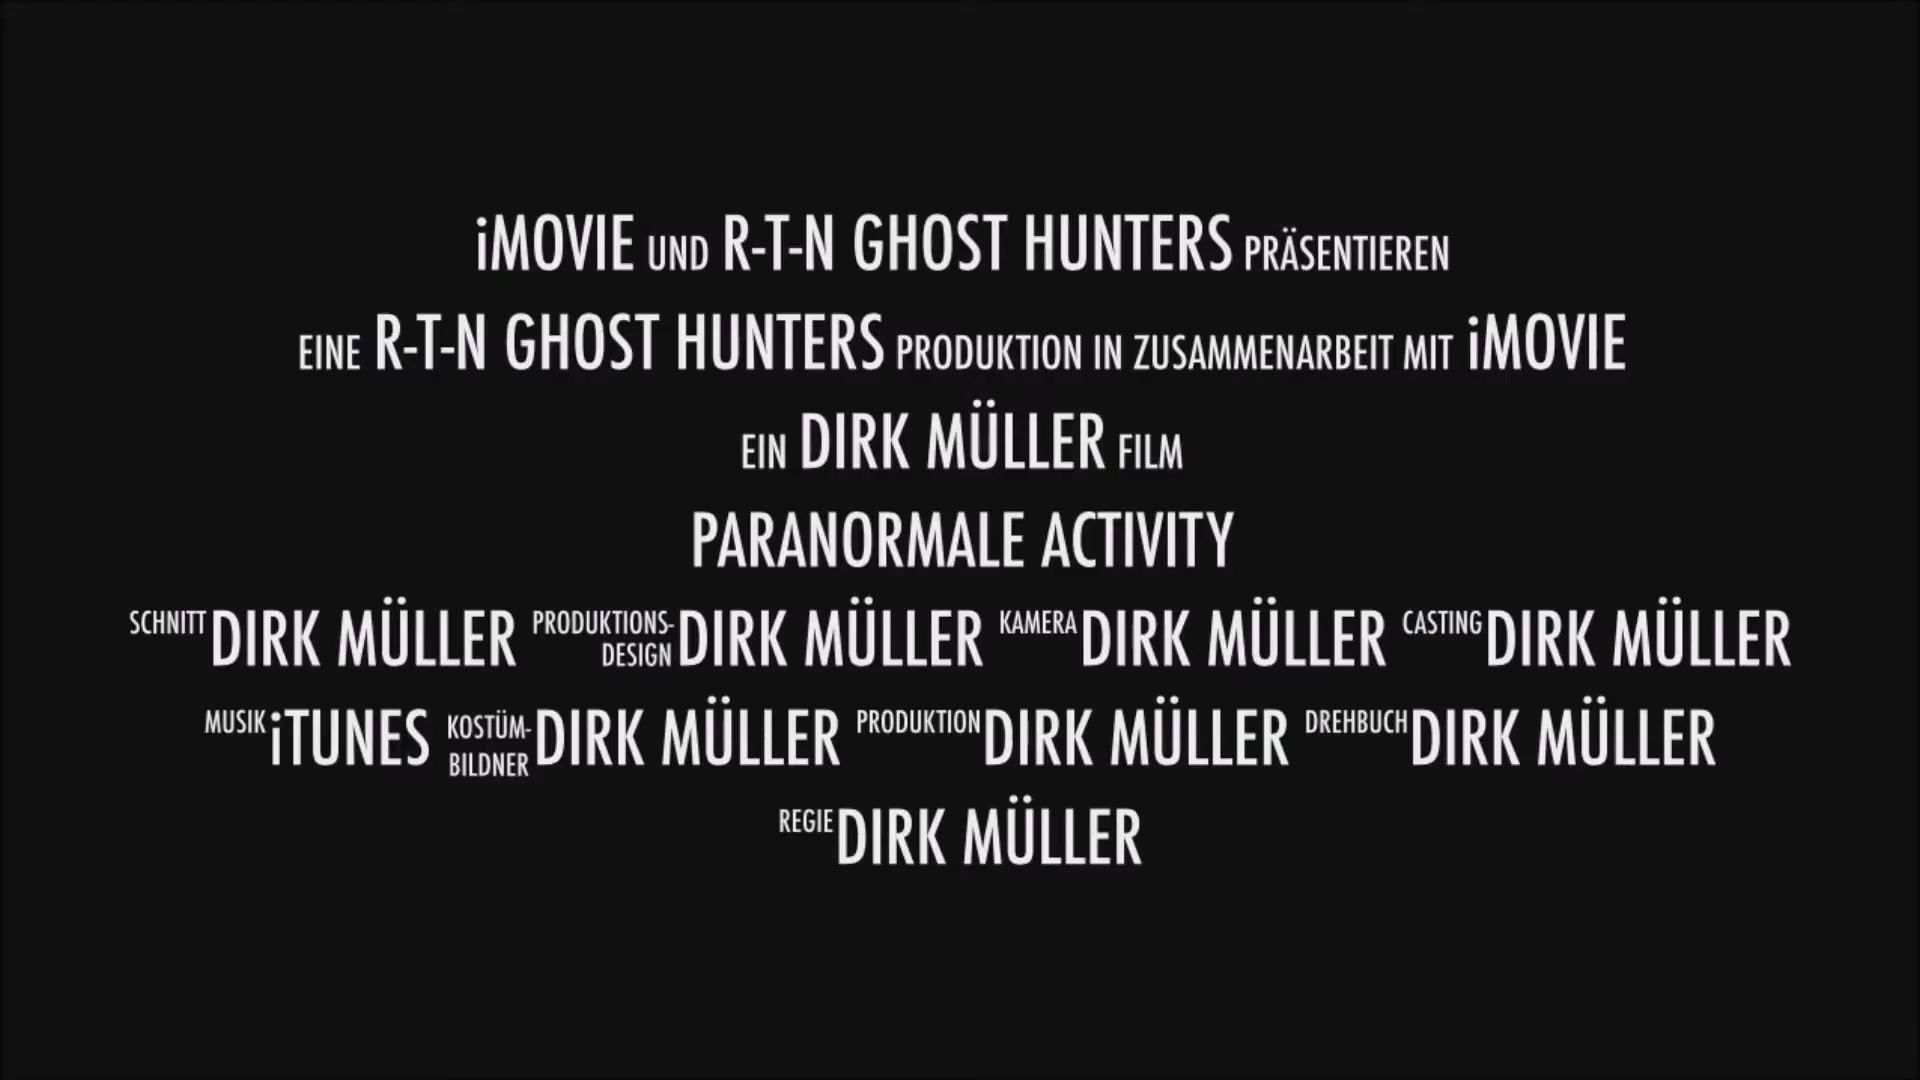 iMOVIE UND R-T-N GHOST HUNTERS PRÄSENTIEREN
EINE R-T-N GHOST HUNTERS PRODUKTION IN ZUSAMMENARBEIT MIT iMOVIE
EIN DIRK MÜLLER FILM
PARANORMALE ACTIVITY
SCHNITT DIRK MÜLLER PRODUKTIONS-DESIGN DIRK MÜLLER KAMERA DIRK MÜLLER CASTING DIRK MÜLLER
MUSIK iTUNES KOSTÜM-BILDNER DIRK MÜLLER PRODUKTION DIRK MÜLLER DREHBUCH DIRK MÜLLER
REGIE DIRK MÜLLER